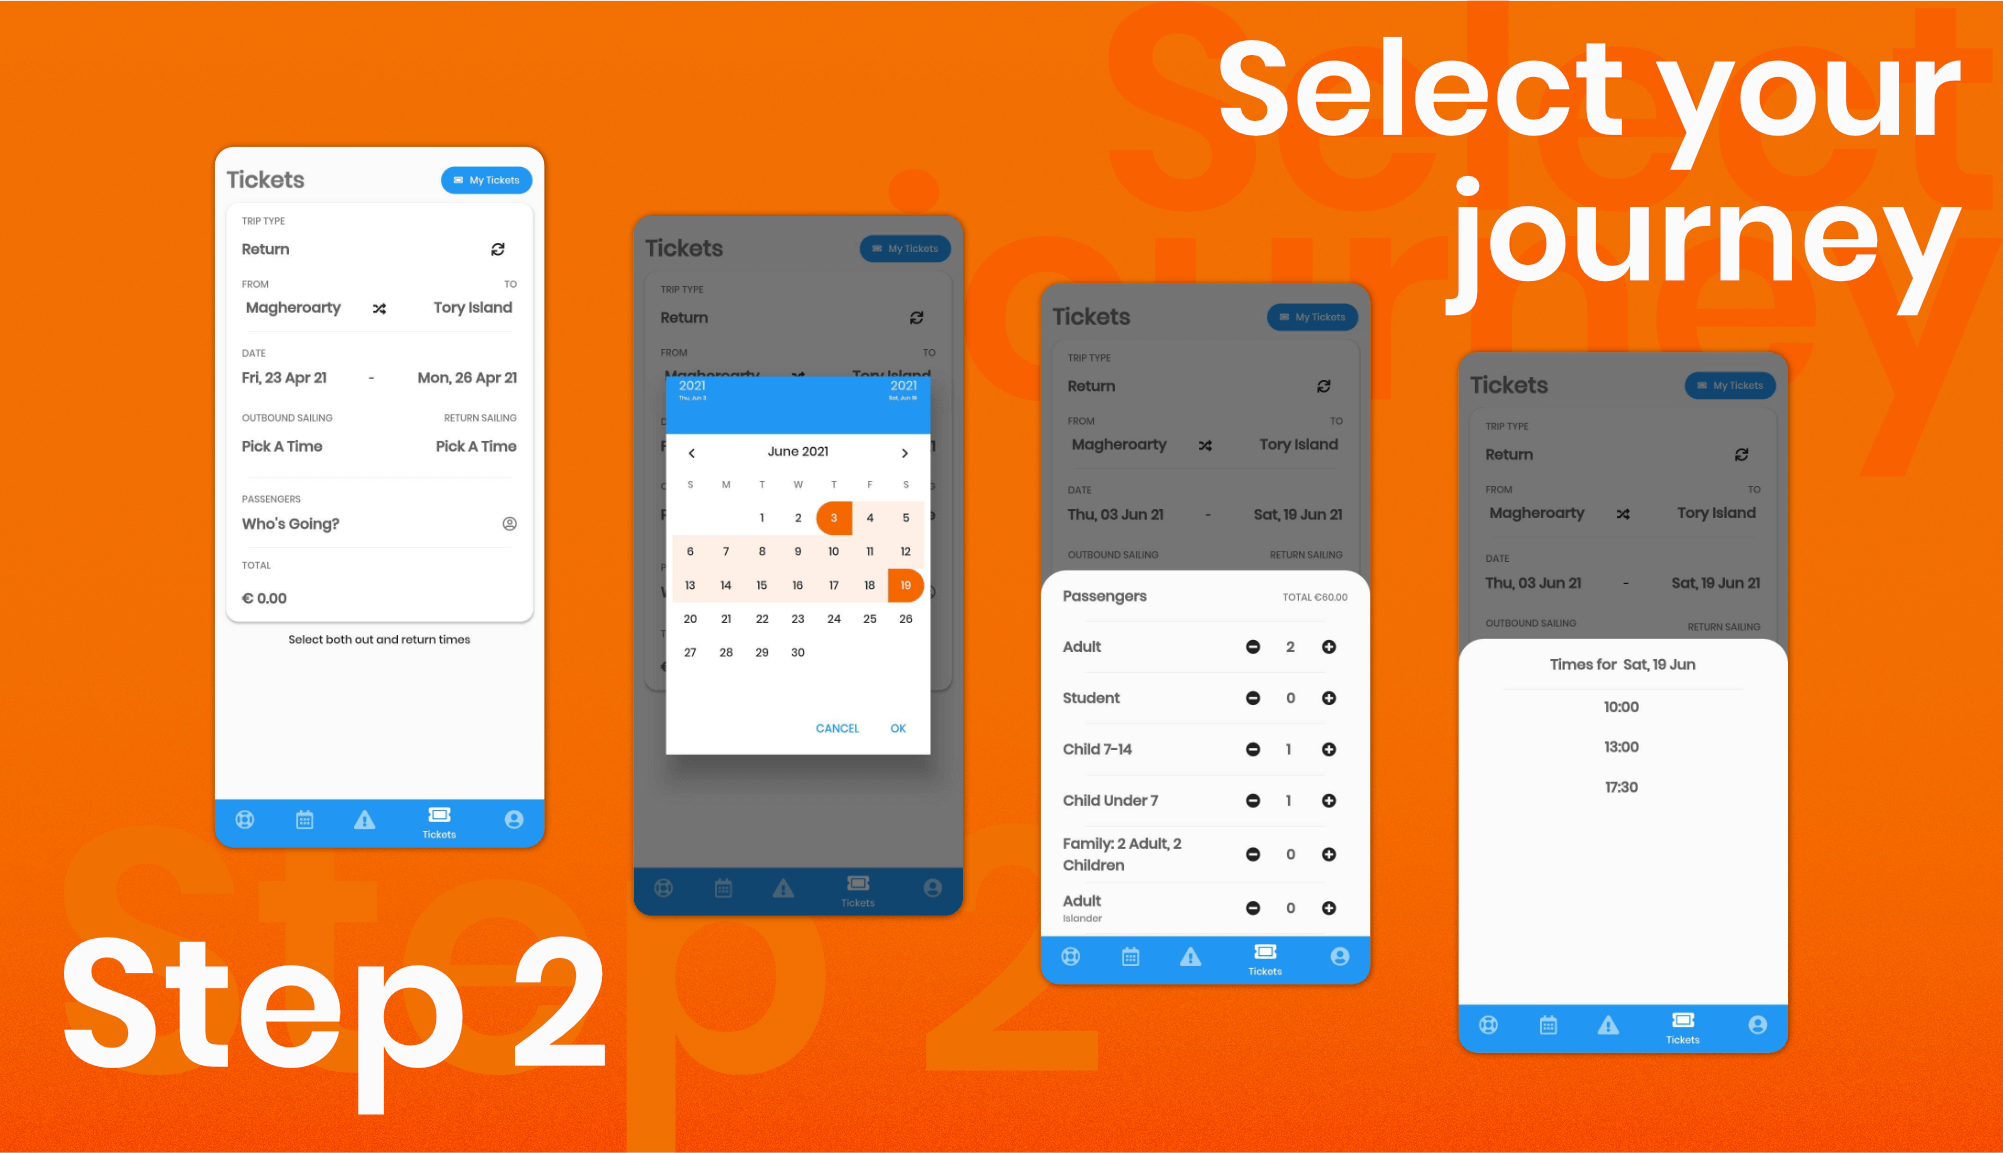 Select your
journey
Tickets
My Tickets
TRIP TYPE
Return
FROM TO
Magheroarty Tory Island
DATE
Fri, 23 Apr 21 - Mon, 26 Apr 21
OUTBOUND SAILING RETURN SAILING
Pick A Time Pick A Time
PASSENGERS
Who's Going?
TOTAL
€ 0.00
Select both out and return times
Tickets
Tickets
My Tickets
TRIP TYPE
Return
FROM TO
Magheroarty Tory Island
2021 2021
Thu, Jun 3 Sat, Jun 19
June 2021
S M T W T F S
1 2 3 4 5
6 7 8 9 10 11 12
13 14 15 16 17 18 19
20 21 22 23 24 25 26
27 28 29 30
CANCEL OK
Tickets
Tickets
My Tickets
TRIP TYPE
Return
FROM TO
Magheroarty Tory Island
DATE
Thu, 03 Jun 21 - Sat, 19 Jun 21
OUTBOUND SAILING RETURN SAILING
Passengers TOTAL €60.00
Adult 2
Student 0
Child 7-14 1
Child Under 7 1
Family: 2 Adult, 2
Children 0
Adult 0
Islander
Tickets
Tickets
My Tickets
TRIP TYPE
Return
FROM TO
Magheroarty Tory Island
DATE
Thu, 03 Jun 21 - Sat, 19 Jun 21
OUTBOUND SAILING RETURN SAILING
Times for Sat, 19 Jun
10:00
13:00
17:30
Tickets
Step 2
Select
journey
Step 2